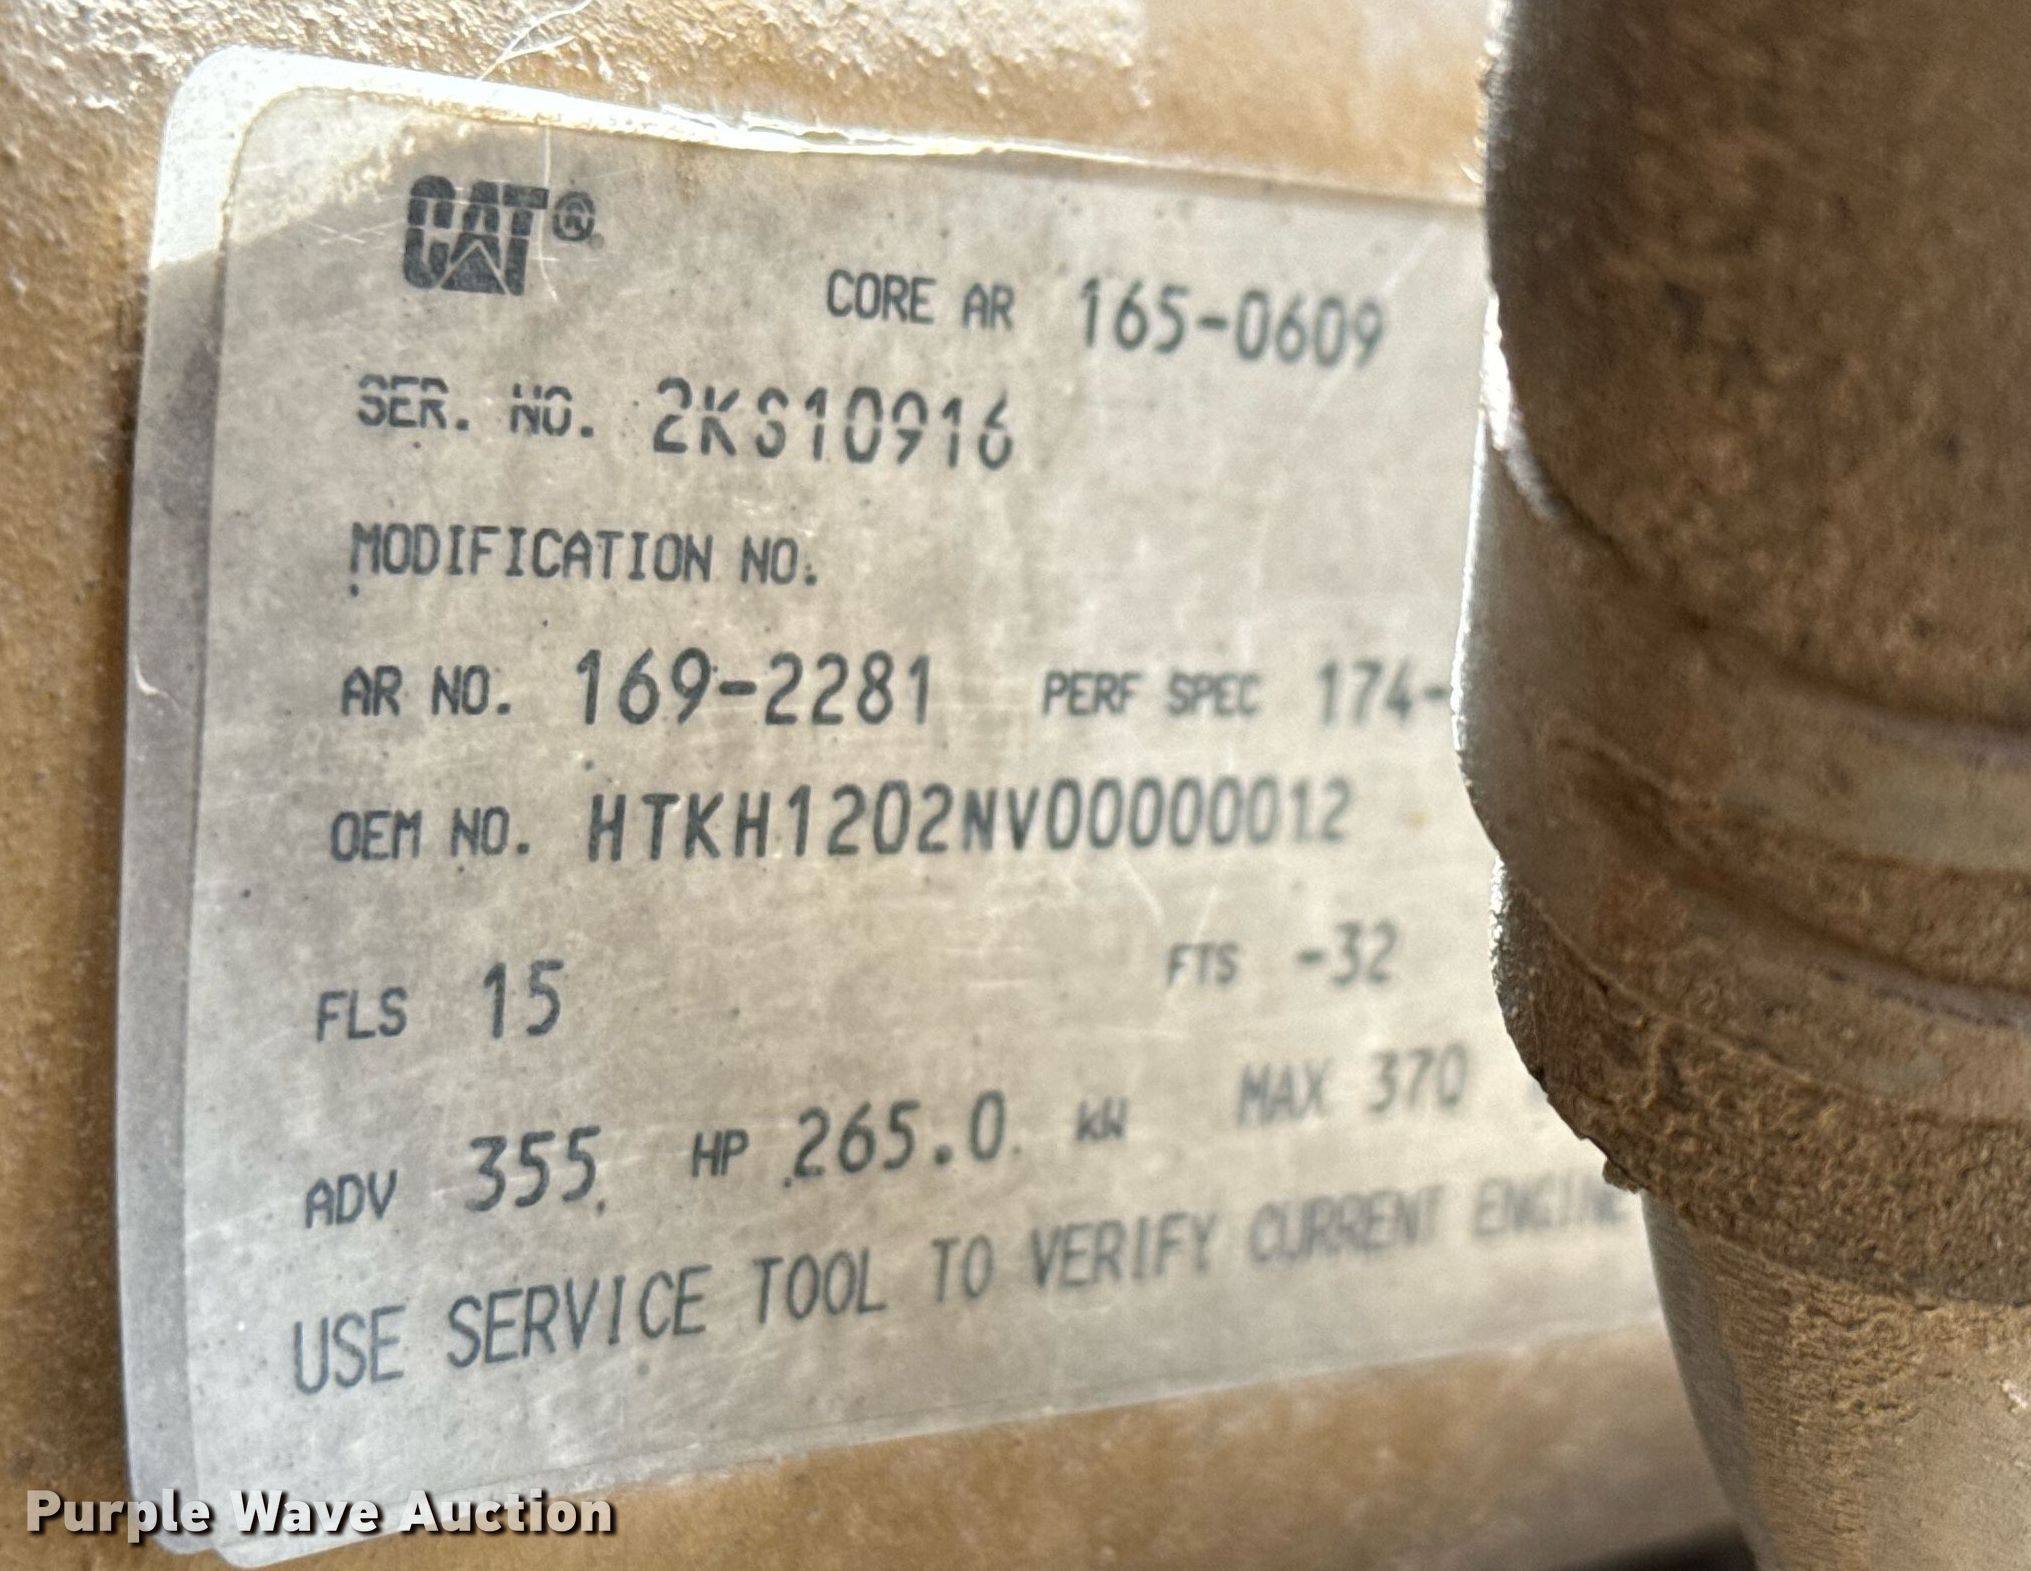 CAT®
CORE AR 165-0609
SER. NO. 2KS10916
MODIFICATION NO.
AR NO. 169-2281 PERF SPEC 174-
OEM NO. HTKH1202NV00000012
FLS 15 FTS -32
ADV 355 HP 265.0 kW MAX 370
USE SERVICE TOOL TO VERIFY CURRENT ENGINE
Purple Wave Auction